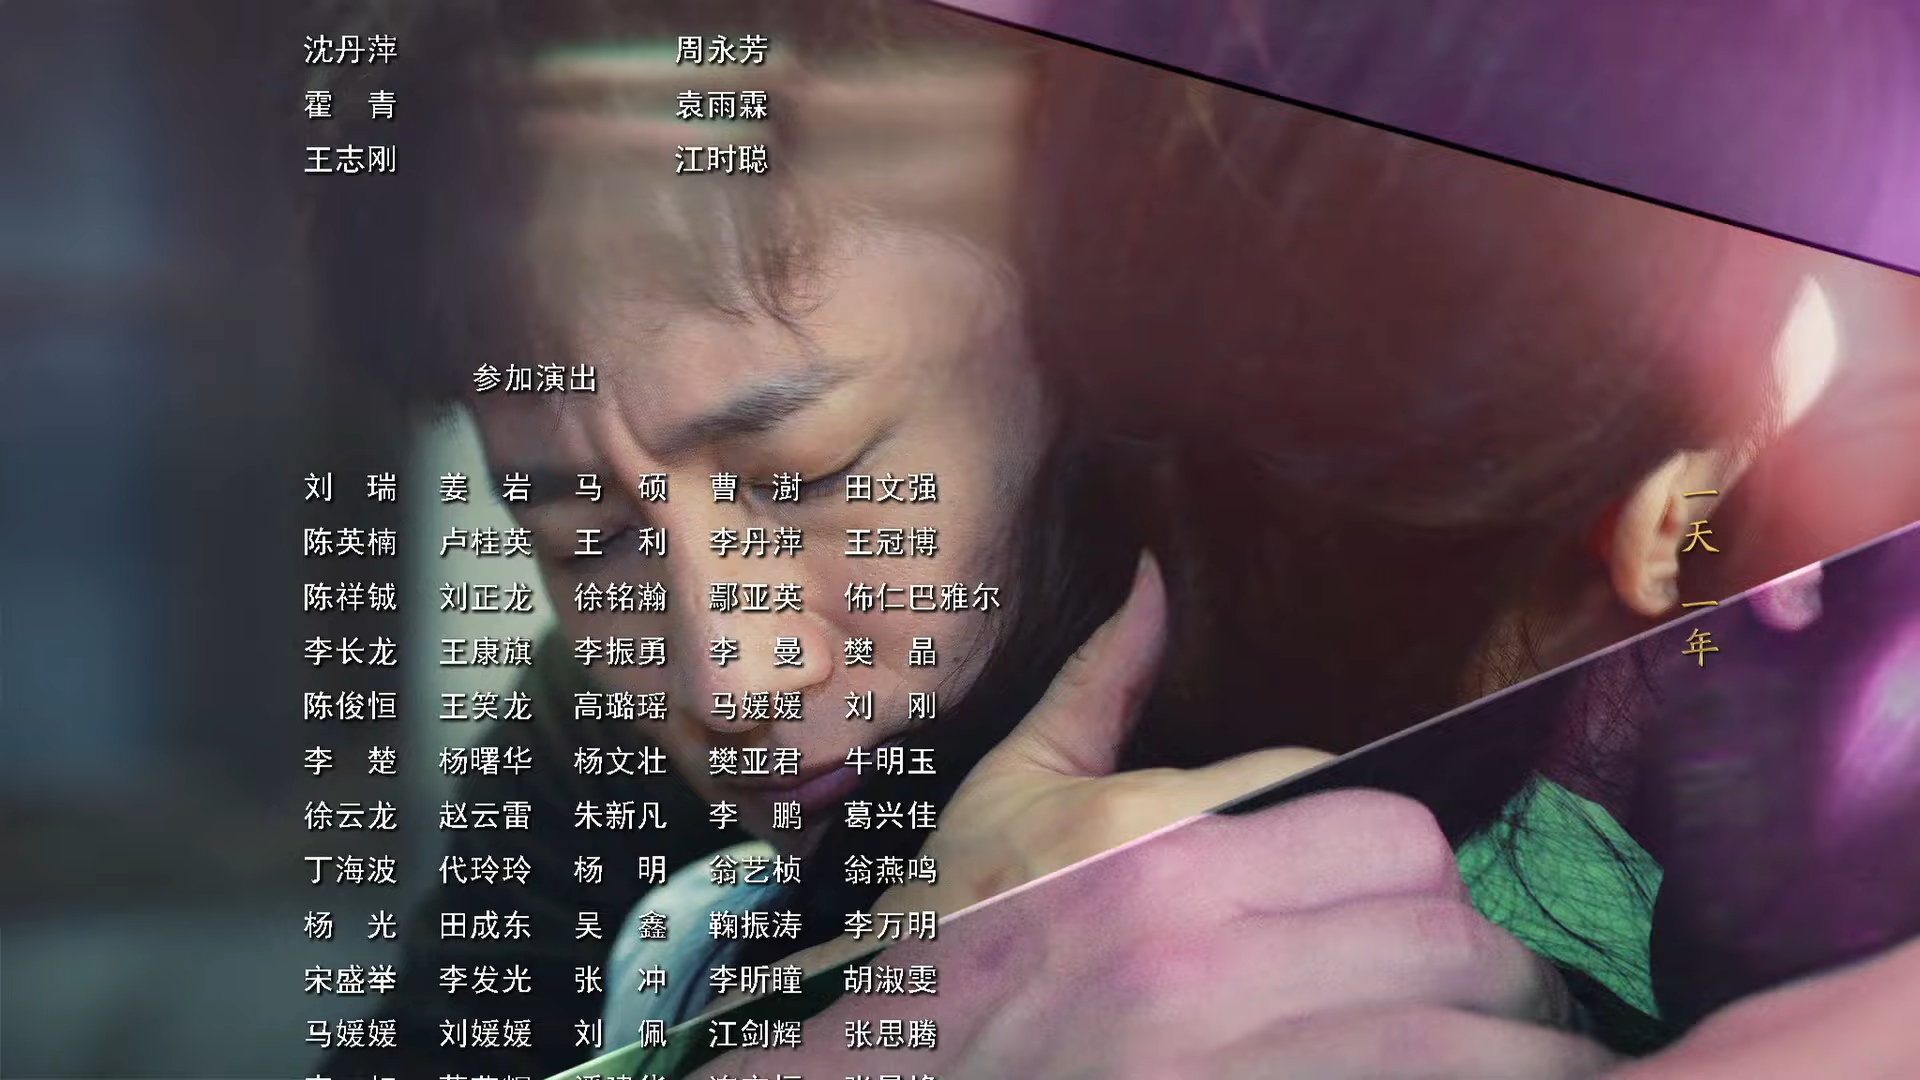 沈丹萍 周永芳
霍 青 袁雨霖
王志刚 江时聪
参加演出
刘 瑞 姜 岩 马 硕 曹 澍 田文强
陈英楠 卢桂英 王 利 李丹萍 王冠博
陈祥铖 刘正龙 徐铭瀚 鄢亚英 佈仁巴雅尔
李长龙 王康旗 李振勇 李 曼 樊 晶
陈俊恒 王笑龙 高璐瑶 马媛媛 刘 刚
李 楚 杨曙华 杨文壮 樊亚君 牛明玉
徐云龙 赵云雷 朱新凡 李 鹏 葛兴佳
丁海波 代玲玲 杨 明 翁艺桢 翁燕鸣
杨 光 田成东 吴 鑫 鞠振涛 李万明
宋盛举 李发光 张 冲 李昕瞳 胡淑雯
马媛媛 刘媛媛 刘 佩 江剑辉 张思腾
一天一年